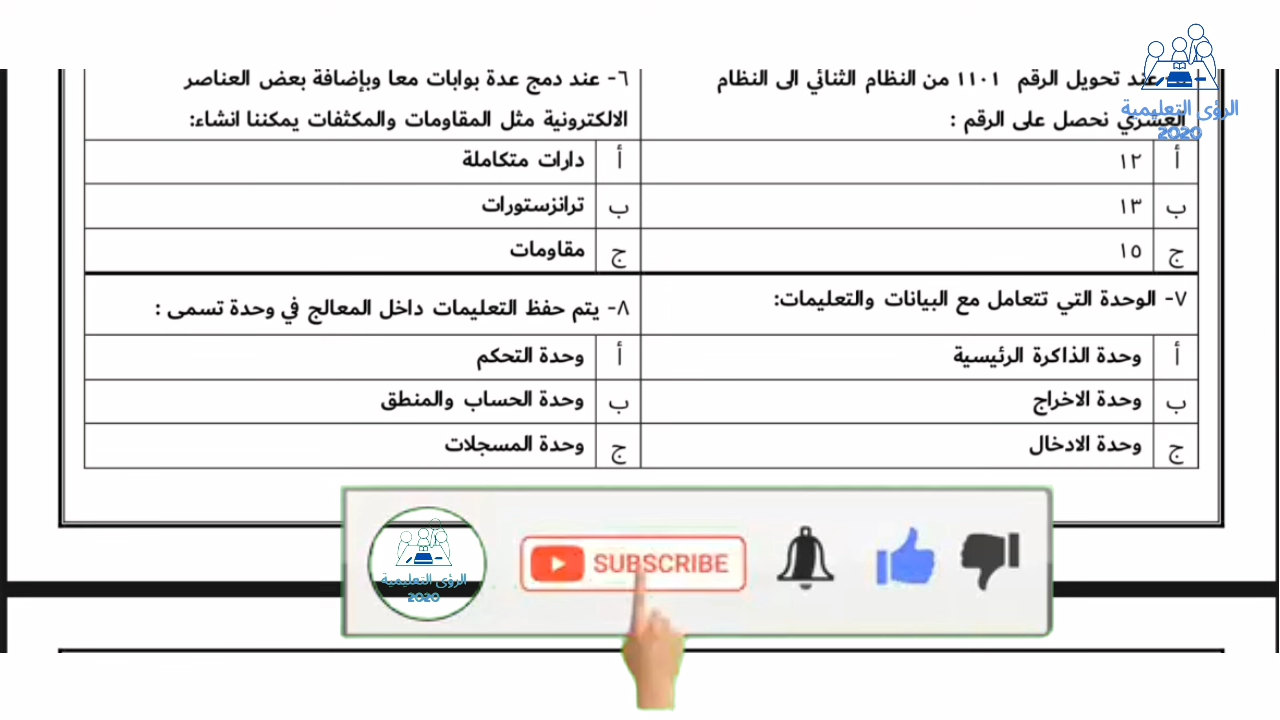 عند تحويل الرقم ١١٠١ من النظام الثنائي الى النظام
العشري نحصل على الرقم :
أ ١٢
ب ١٣
ج ١٥
٦- عند دمج عدة بوابات معا وبإضافة بعض العناصر
الالكترونية مثل المقاومات والمكثفات يمكننا انشاء:
أ دارات متكاملة
ب ترانزستورات
ج مقاومات
٧- الوحدة التي تتعامل مع البيانات والتعليمات:
أ وحدة الذاكرة الرئيسية
ب وحدة الاخراج
ج وحدة الادخال
٨- يتم حفظ التعليمات داخل المعالج في وحدة تسمى :
أ وحدة التحكم
ب وحدة الحساب والمنطق
ج وحدة المسجلات
الرؤى التعليمية
2020
الرؤى التعليمية
2020
SUBSCRIBE